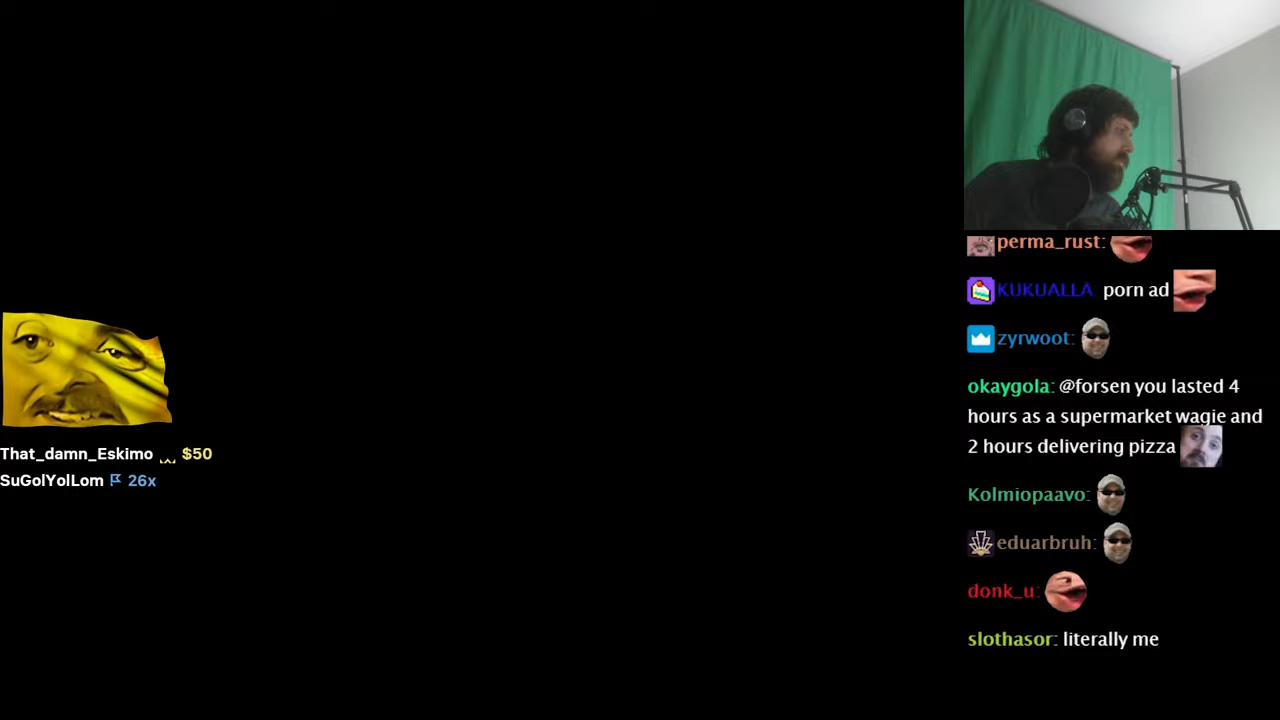 That_damn_Eskimo $50
SuGolYolLom 26x
perma_rust:
KUKUALLA porn ad
zyrwoot:
okaygola: @forsen you lasted 4
hours as a supermarket wagie and
2 hours delivering pizza
Kolmiopaavo:
eduarbruh:
donk_u:
slothasor: literally me